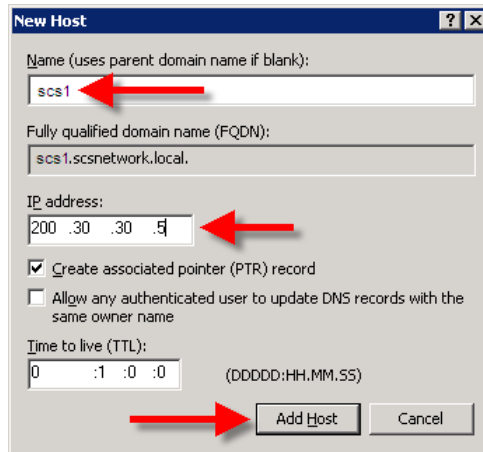 New Host
Name (uses parent domain name if blank):
scs1
Fully qualified domain name (FQDN):
scs1.scsnetwork.local.
IP address:
200 .30 .30 .5
Create associated pointer (PTR) record
Allow any authenticated user to update DNS records with the
same owner name
Time to live (TTL):
0 :1 :0 :0 (DDDDD:HH.MM.SS)
Add Host Cancel